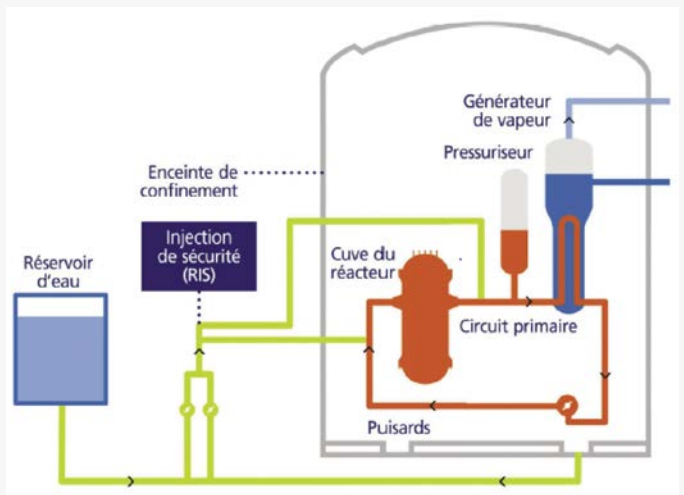 Générateur
de vapeur
Pressuriseur
Enceinte de
confinement
Injection
de sécurité
(RIS)
Cuve du
réacteur
Réservoir
d'eau
Circuit primaire
Puisards